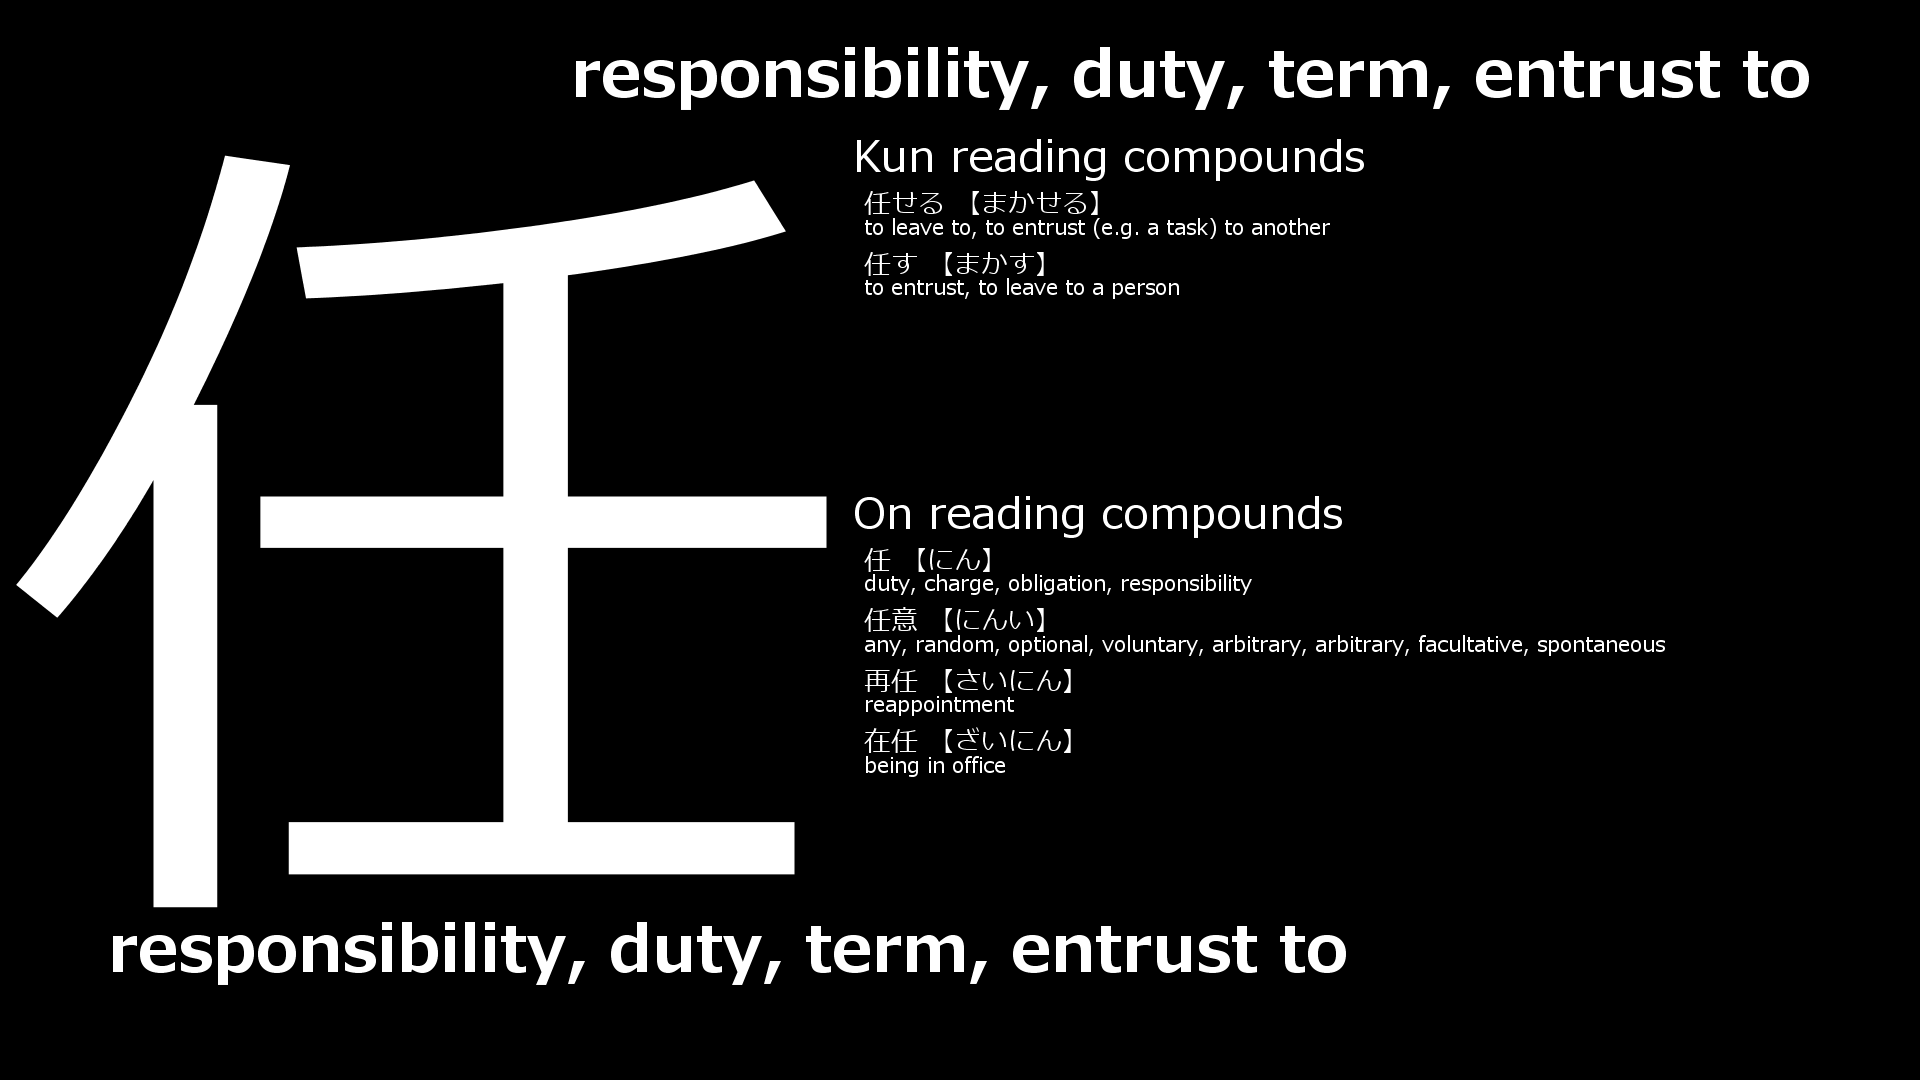 responsibility, duty, term, entrust to
任
Kun reading compounds
任せる 【まかせる】
to leave to, to entrust (e.g. a task) to another
任す 【まかす】
to entrust, to leave to a person
On reading compounds
任 【にん】
duty, charge, obligation, responsibility
任意 【にんい】
any, random, optional, voluntary, arbitrary, arbitrary, facultative, spontaneous
再任 【さいにん】
reappointment
在任 【ざいにん】
being in office
responsibility, duty, term, entrust to